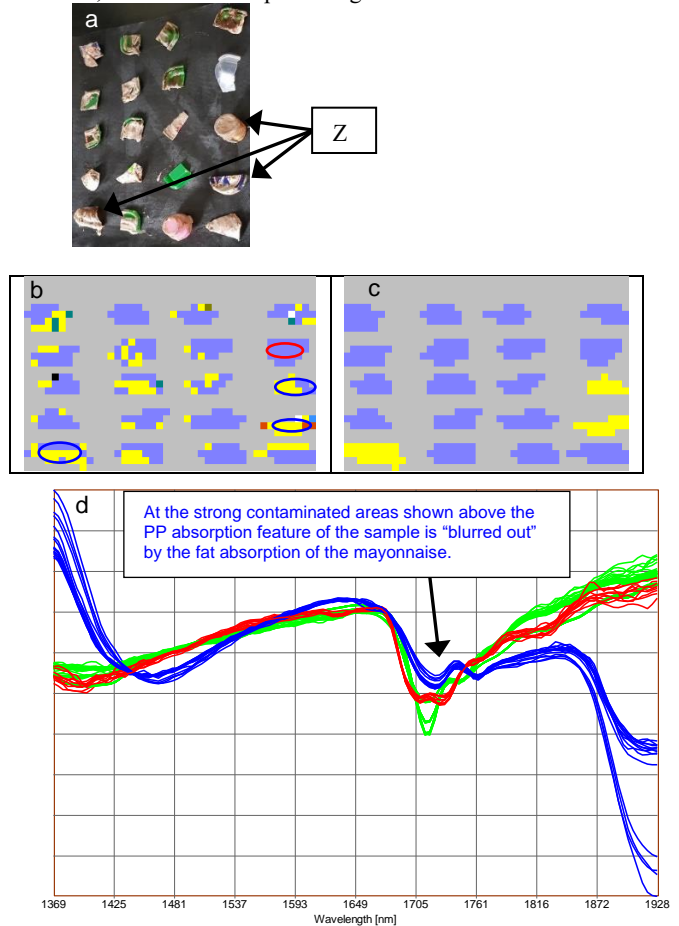 a
Z
b
c
d
At the strong contaminated areas shown above the
PP absorption feature of the sample is “blurred out”
by the fat absorption of the mayonnaise.
1369 1425 1481 1537 1593 1649 1705 1761 1816 1872 1928
Wavelength [nm]